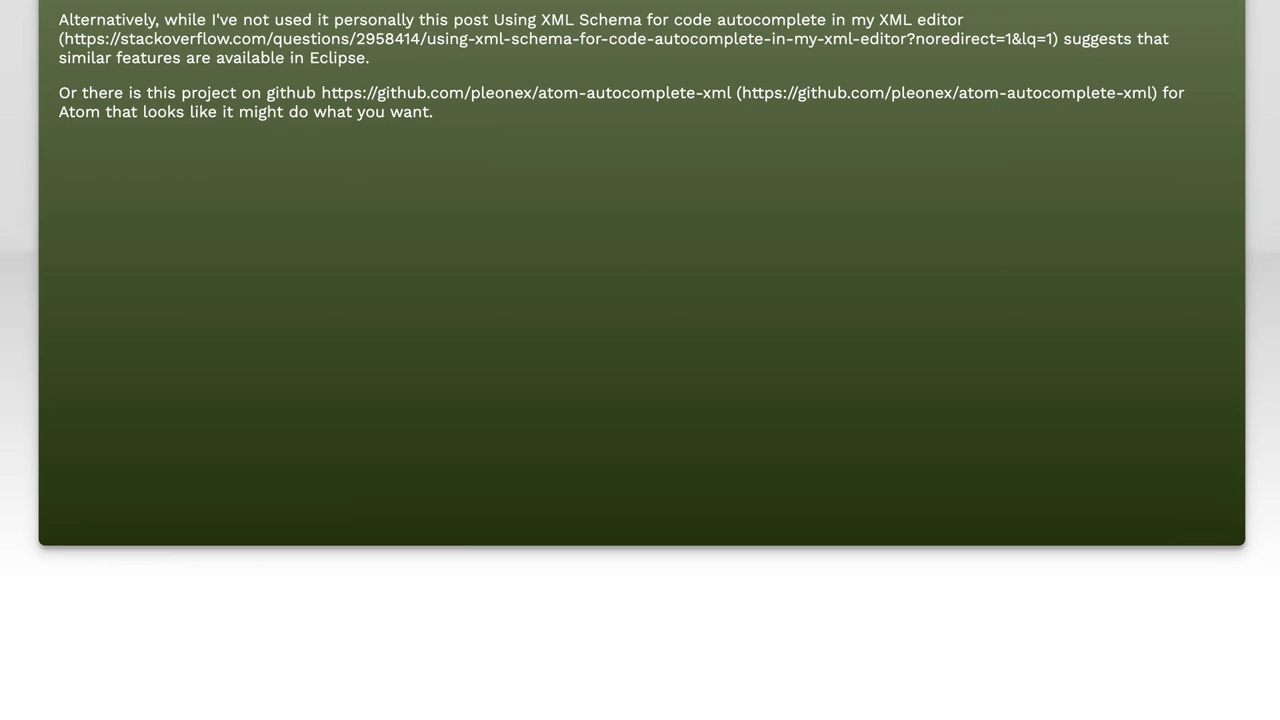 Alternatively, while I've not used it personally this post Using XML Schema for code autocomplete in my XML editor
(https://stackoverflow.com/questions/2958414/using-xml-schema-for-code-autocomplete-in-my-xml-editor?noredirect=1&lq=1) suggests that
similar features are available in Eclipse.
Or there is this project on github https://github.com/pleonex/atom-autocomplete-xml (https://github.com/pleonex/atom-autocomplete-xml) for
Atom that looks like it might do what you want.